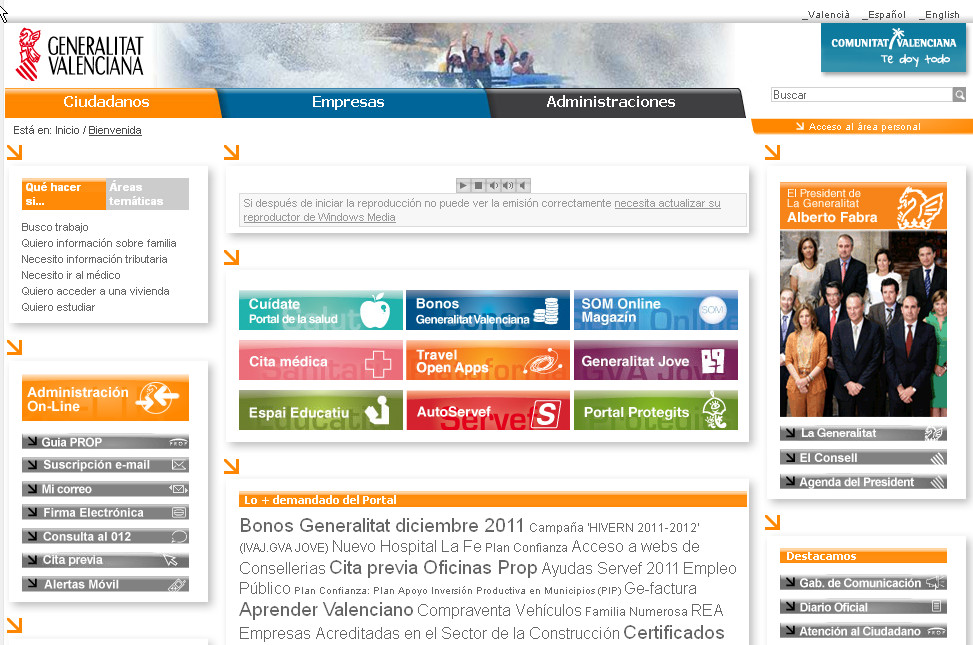 _Valencià _Español _English
GENERALITAT
VALENCIANA
COMUNITAT VALENCIANA
Te doy todo
Ciudadanos
Empresas
Administraciones
Buscar
Está en: Inicio / Bienvenida
Acceso al área personal
Qué hacer
si...
Áreas
temáticas
Busco trabajo
Quiero información sobre familia
Necesito información tributaria
Necesito ir al médico
Quiero acceder a una vivienda
Quiero estudiar
Administración
On-Line
Guia PROP
PROP
Suscripción e-mail
Mi correo
Firma Electrónica
Consulta al 012
Cita previa
Alertas Móvil
Si después de iniciar la reproducción no puede ver la emisión correctamente necesita actualizar su
reproductor de Windows Media
Cuídate
Portal de la salud
Bonos
Generalitat Valenciana
SOM Online
Magazín
SOM
Cita médica
Travel
Open Apps
Generalitat Jove
Espai Educatiu
AutoServef
S
Portal Protegits
Lo + demandado del Portal
Bonos Generalitat diciembre 2011 Campaña 'HIVERN 2011-2012'
(IVAJ.GVA JOVE) Nuevo Hospital La Fe Plan Confianza Acceso a webs de
Consellerias Cita previa Oficinas Prop Ayudas Servef 2011 Empleo
Público Plan Confianza: Plan Apoyo Inversión Productiva en Municipios (PIP) Ge-factura
Aprender Valenciano Compraventa Vehículos Familia Numerosa REA
Empresas Acreditadas en el Sector de la Construcción Certificados
El President de
La Generalitat
Alberto Fabra
La Generalitat
El Consell
Agenda del President
Destacamos
Gab. de Comunicación
Diario Oficial
Atención al Ciudadano
PROP